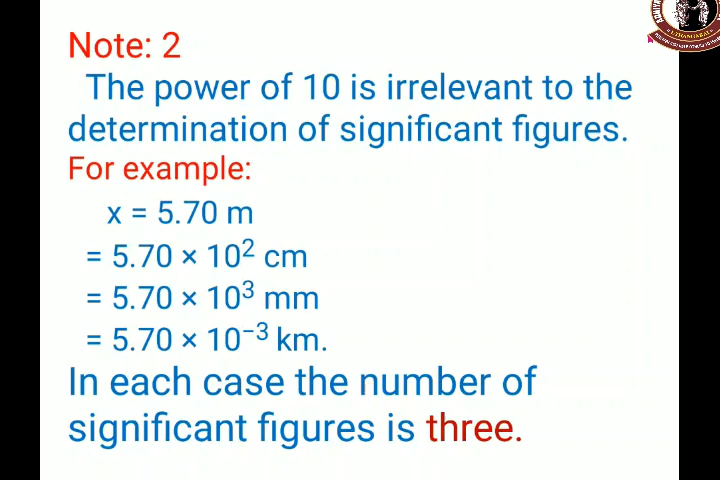 Note: 2
The power of 10 is irrelevant to the
determination of significant figures.
For example:
x = 5.70 m
= 5.70 × 10² cm
= 5.70 × 10³ mm
= 5.70 × 10⁻³ km.
In each case the number of
significant figures is three.